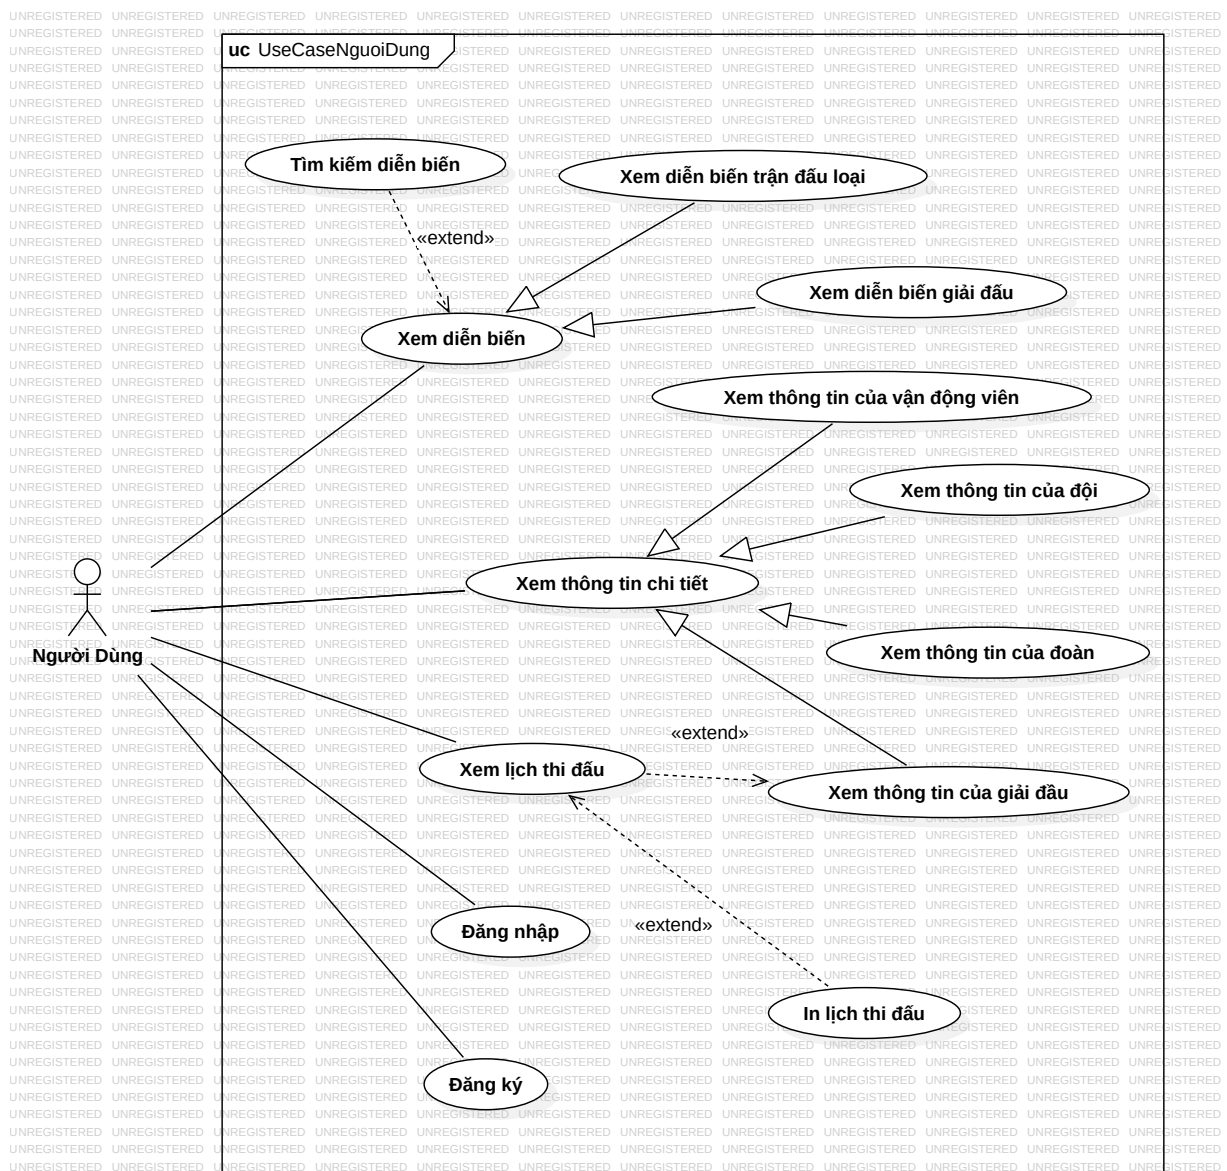 uc UseCaseNguoiDung
Tìm kiếm diễn biến
Xem diễn biến trận đấu loại
«extend»
Xem diễn biến giải đấu
Xem diễn biến
Xem thông tin của vận động viên
Xem thông tin của đội
Xem thông tin chi tiết
Người Dùng
Xem thông tin của đoàn
«extend»
Xem lịch thi đấu
Xem thông tin của giải đầu
Đăng nhập
«extend»
In lịch thi đấu
Đăng ký
UNREGISTERED